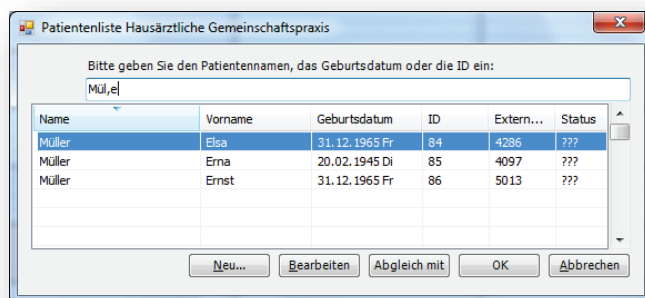 Patientenliste Hausärztliche Gemeinschaftspraxis
Bitte geben Sie den Patientennamen, das Geburtsdatum oder die ID ein:
Mül,e
Name Vorname Geburtsdatum ID Extern... Status
Müller Elsa 31.12.1965 Fr 84 4286 ???
Müller Erna 20.02.1945 Di 85 4097 ???
Müller Ernst 31.12.1965 Fr 86 5013 ???
Neu... Bearbeiten Abgleich mit OK Abbrechen